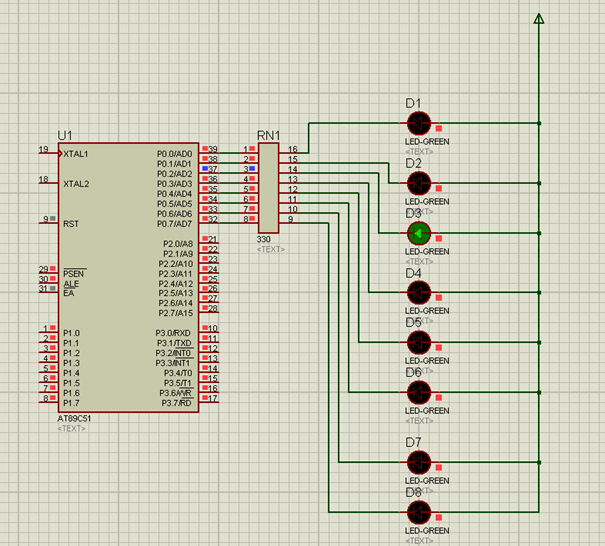 U1
19 XTAL1
18 XTAL2
9 RST
29 PSEN
30 ALE
31 EA
1 P1.0
2 P1.1
3 P1.2
4 P1.3
5 P1.4
6 P1.5
7 P1.6
8 P1.7
P0.0/AD0 39
P0.1/AD1 38
P0.2/AD2 37
P0.3/AD3 36
P0.4/AD4 35
P0.5/AD5 34
P0.6/AD6 33
P0.7/AD7 32
P2.0/A8 21
P2.1/A9 22
P2.2/A10 23
P2.3/A11 24
P2.4/A12 25
P2.5/A13 26
P2.6/A14 27
P2.7/A15 28
P3.0/RXD 10
P3.1/TXD 11
P3.2/INT0 12
P3.3/INT1 13
P3.4/T0 14
P3.5/T1 15
P3.6/WR 16
P3.7/RD 17
AT89C51
<TEXT>
RN1
1 16
2 15
3 14
4 13
5 12
6 11
7 10
8 9
330
<TEXT>
D1
LED-GREEN
<TEXT>
D2
LED-GREEN
<TEXT>
D3
LED-GREEN
<TEXT>
D4
LED-GREEN
<TEXT>
D5
LED-GREEN
<TEXT>
D6
LED-GREEN
<TEXT>
D7
LED-GREEN
<TEXT>
D8
LED-GREEN
<TEXT>